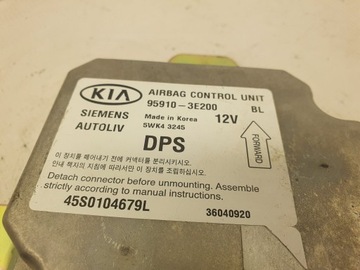 KIA AIRBAG CONTROL UNIT
95910 - 3E200 BL
SIEMENS Made in Korea 12V
AUTOLIV 5WK4 3245
FORWARD
DPS
이 장치를 떼어내기 전에 커넥터를 분리하시오.
안내 책자의 지침에 따라서만 이 장치를 조립하십시오.
Detach connector before unmounting. Assemble
strictly according to manual instructions.
45S0104679L 36040920